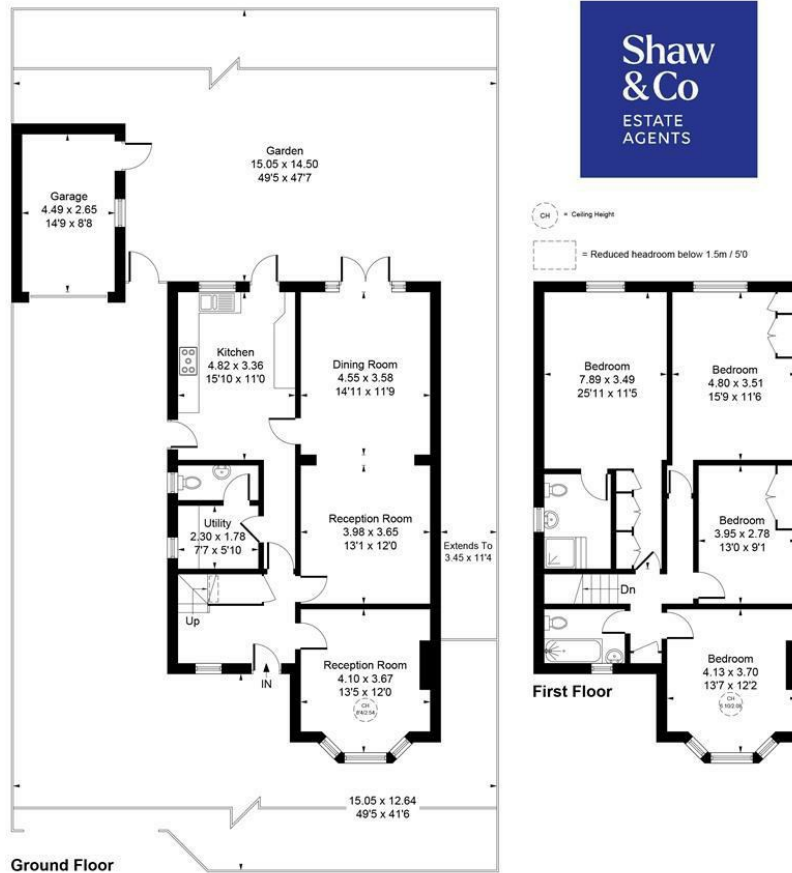 Shaw
& Co
ESTATE
AGENTS
CH = Ceiling Height
= Reduced headroom below 1.5m / 5'0
Garden
15.05 x 14.50
49'5 x 47'7
Garage
4.49 x 2.65
14'9 x 8'8
Kitchen
4.82 x 3.36
15'10 x 11'0
Dining Room
4.55 x 3.58
14'11 x 11'9
Utility
2.30 x 1.78
7'7 x 5'10
Reception Room
3.98 x 3.65
13'1 x 12'0
Extends To
3.45 x 11'4
Up
IN
Reception Room
4.10 x 3.67
13'5 x 12'0
CH
15.05 x 12.64
49'5 x 41'6
Ground Floor
Bedroom
7.89 x 3.49
25'11 x 11'5
Bedroom
4.80 x 3.51
15'9 x 11'6
Bedroom
3.95 x 2.78
13'0 x 9'1
Dn
Bedroom
4.13 x 3.70
13'7 x 12'2
CH
First Floor